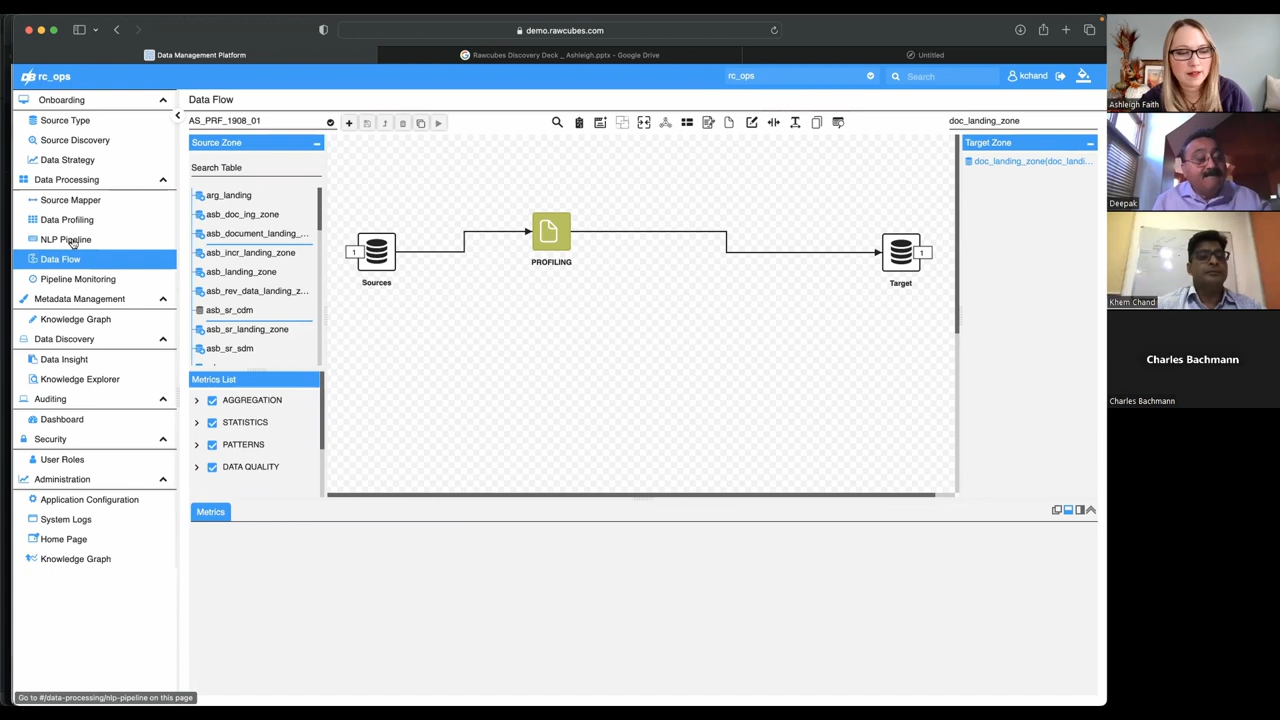 demo.rawcubes.com
Data Management Platform
Rawcubes Discovery Deck _ Ashleigh.pptx - Google Drive
Untitled
rc_ops
rc_ops
Search
kchand
Onboarding
Source Type
Source Discovery
Data Strategy
Data Processing
Source Mapper
Data Profiling
NLP Pipeline
Data Flow
Pipeline Monitoring
Metadata Management
Knowledge Graph
Data Discovery
Data Insight
Knowledge Explorer
Auditing
Dashboard
Security
User Roles
Administration
Application Configuration
System Logs
Home Page
Knowledge Graph
Go to #/data-processing/nlp-pipeline on this page
Data Flow
AS_PRF_1908_01
doc_landing_zone
Source Zone
Search Table
arg_landing
asb_doc_ing_zone
asb_document_landing_...
asb_incr_landing_zone
asb_landing_zone
asb_rev_data_landing_z...
asb_sr_cdm
asb_sr_landing_zone
asb_sr_sdm
Metrics List
AGGREGATION
STATISTICS
PATTERNS
DATA QUALITY
1
Sources
PROFILING
1
Target
Target Zone
doc_landing_zone(doc_landi...
Metrics
Ashleigh Faith
Deepak
Khem Chand
Charles Bachmann
Charles Bachmann